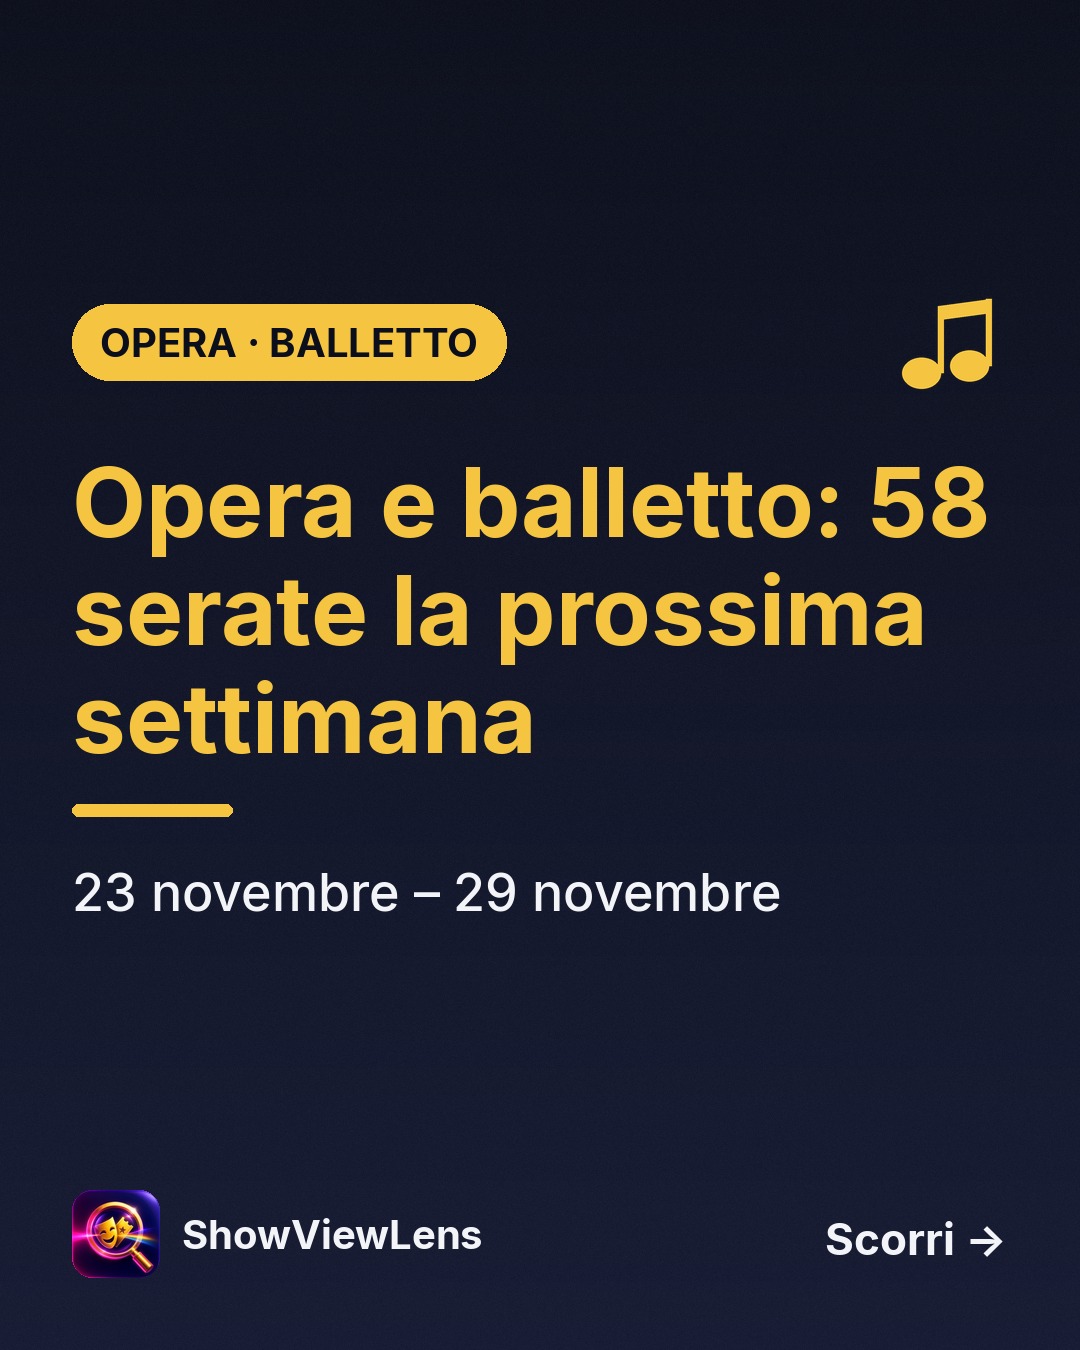 OPERA · BALLETTO
Opera e balletto: 58
serate la prossima
settimana
23 novembre – 29 novembre
ShowViewLens
Scorri →